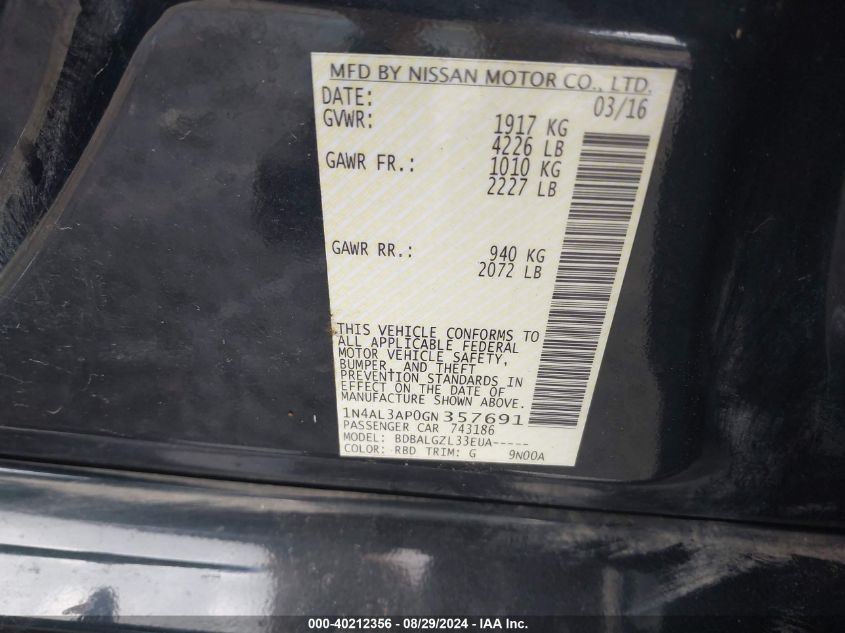 MFD BY NISSAN MOTOR CO., LTD.
DATE: 03/16
GVWR: 1917 KG
4226 LB
GAWR FR.: 1010 KG
2227 LB
GAWR RR.: 940 KG
2072 LB
THIS VEHICLE CONFORMS TO
ALL APPLICABLE FEDERAL
MOTOR VEHICLE SAFETY,
BUMPER, AND THEFT
PREVENTION STANDARDS IN
EFFECT ON THE DATE OF
MANUFACTURE SHOWN ABOVE.
1N4AL3AP0GN357691
PASSENGER CAR 743186
MODEL: BDBALGZL33EUA-----
COLOR: RBD TRIM: G 9N00A
000-40212356 - 08/29/2024 - IAA Inc.